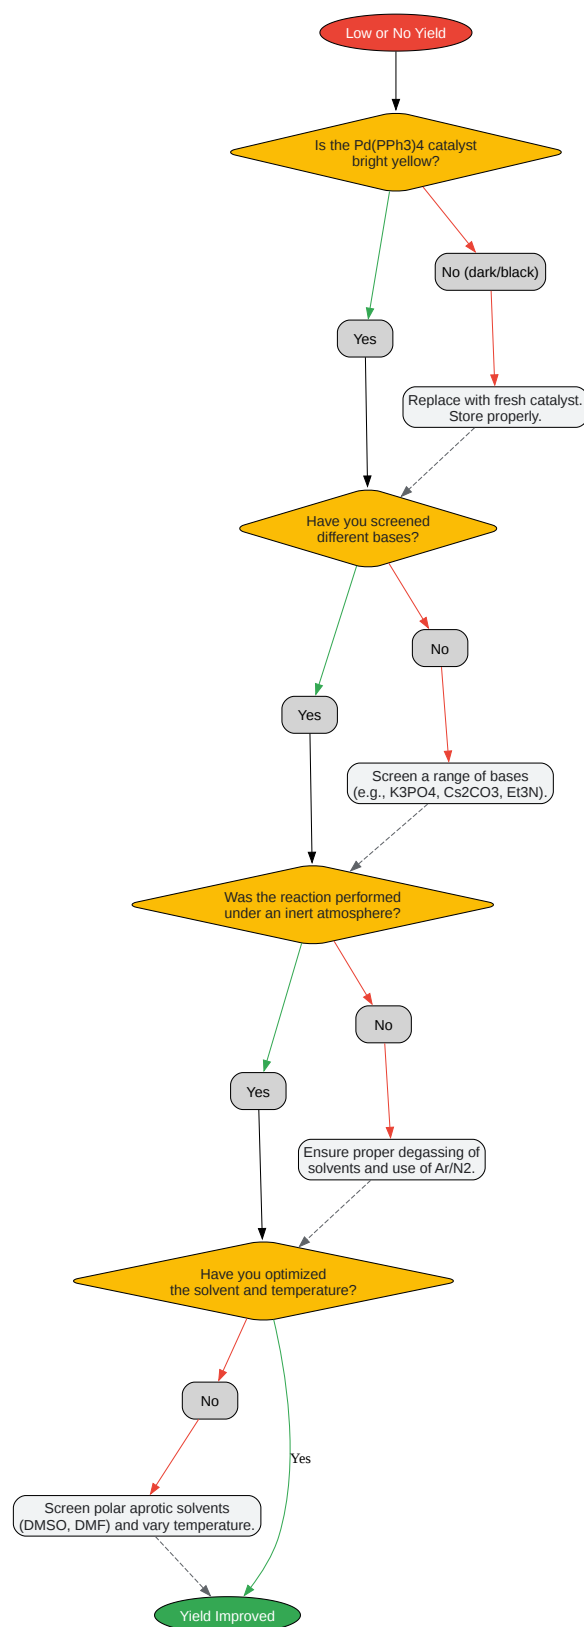 Low or No Yield
Is the Pd(PPh3)4 catalyst
bright yellow?
No (dark/black)
Yes
Replace with fresh catalyst.
Store properly.
Have you screened
different bases?
No
Yes
Screen a range of bases
(e.g., K3PO4, Cs2CO3, Et3N).
Was the reaction performed
under an inert atmosphere?
No
Yes
Ensure proper degassing of
solvents and use of Ar/N2.
Have you optimized
the solvent and temperature?
No
Yes
Screen polar aprotic solvents
(DMSO, DMF) and vary temperature.
Yield Improved